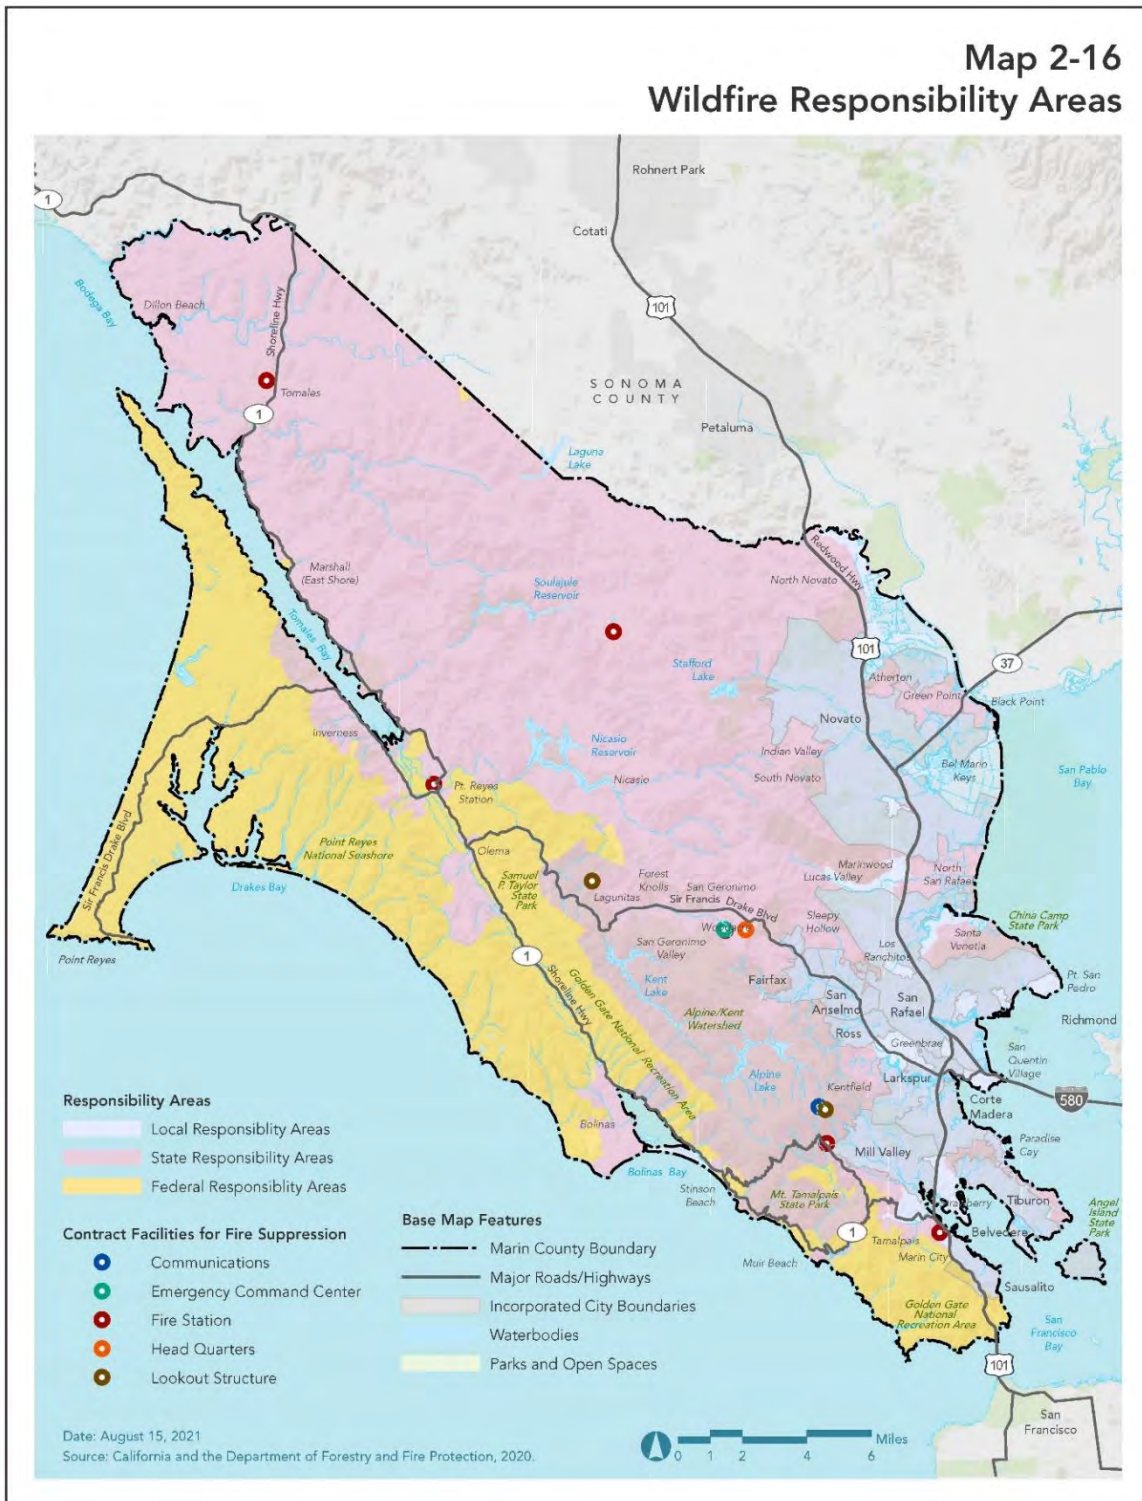 Map 2-16
Wildfire Responsibility Areas
Rohnert Park
1
Cotati
Bodega Bay
101
Dillon Beach
Shoreline Hwy
SONOMA
COUNTY
Tomales
1
Petaluma
Laguna
Lake
Redwood Hwy
Marshall
(East Shore)
North Novato
Soulajule
Reservoir
Tomales Bay
101
37
Stafford
Lake
Atherton
Green Point
Black Point
Novato
Inverness
Nicasio
Reservoir
Indian Valley
Bel Marin
Keys
San Pablo
Bay
Nicasio
South Novato
Pt. Reyes
Station
Sir Francis Drake Blvd
Point Reyes
National Seashore
Olema
Marinwood
Lucas Valley
North
San Rafael
Drakes Bay
Samuel
P. Taylor
State
Park
Forest
Knolls
San Geronimo
Lagunitas
Sir Francis Drake Blvd
Sleepy
Hollow
China Camp
State Park
Santa
Venetia
San Geronimo
Valley
Los
Ranchitos
Point Reyes
1
Shoreline Hwy
Golden Gate National Recreation Area
Kent
Lake
Fairfax
Pt. San
Pedro
San
Anselmo
San
Rafael
Alpine/Kent
Watershed
Ross
Richmond
Greenbrae
San
Quentin
Village
Alpine
Lake
Larkspur
Kentfield
580
Corte
Madera
Bolinas
Mill Valley
Paradise
Cay
Bolinas Bay
Stinson
Beach
Mt. Tamalpais
State Park
Tiburon
Angel
Island
State
Park
1
Tamalpais
Belvedere
Muir Beach
Marin City
Sausalito
Golden Gate
National
Recreation Area
San
Francisco
Bay
101
San
Francisco
Responsibility Areas
Local Responsiblity Areas
State Responsibility Areas
Federal Responsiblity Areas
Contract Facilities for Fire Suppression
Communications
Emergency Command Center
Fire Station
Head Quarters
Lookout Structure
Base Map Features
Marin County Boundary
Major Roads/Highways
Incorporated City Boundaries
Waterbodies
Parks and Open Spaces
Date: August 15, 2021
Source: California and the Department of Forestry and Fire Protection, 2020.
0 1 2 4 6 Miles